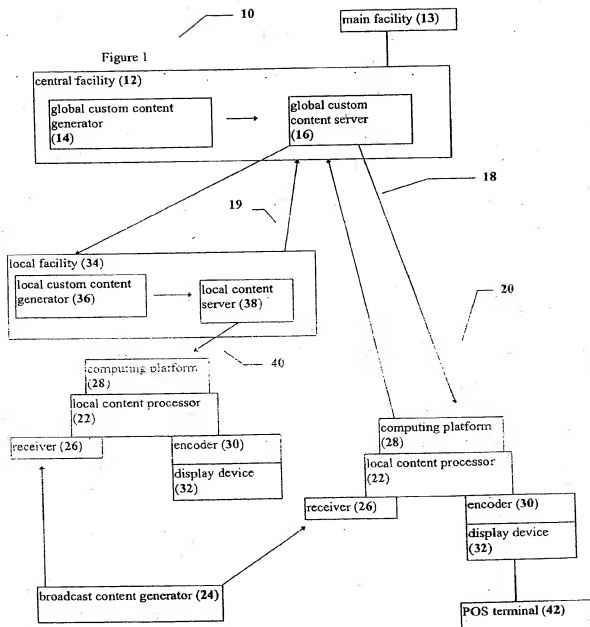 10
main facility (13)
Figure 1
central facility (12)
global custom content
generator
(14)
global custom
content server
(16)
18
19
local facility (34)
local custom content
generator (36)
local content
server (38)
20
40
computing platform
(28)
local content processor
(22)
receiver (26)
encoder (30)
display device
(32)
computing platform
(28)
local content processor
(22)
receiver (26)
encoder (30)
display device
(32)
broadcast content generator (24)
POS terminal (42)